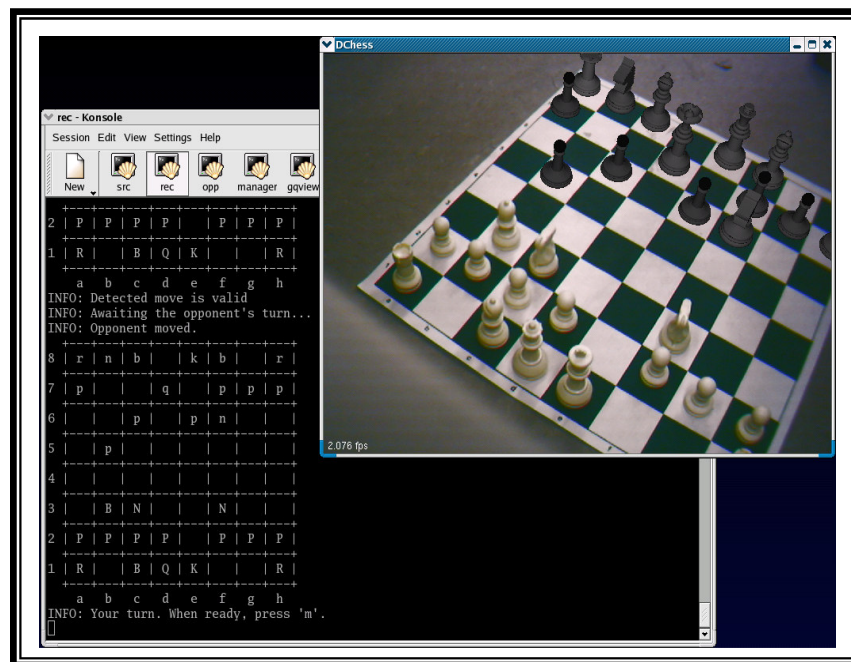 DChess
rec - Konsole
Session Edit View Settings Help
New src rec opp manager gqview
+---+---+---+---+---+---+---+---+
2 | P | P | P | P |   | P | P | P |
+---+---+---+---+---+---+---+---+
1 | R |   | B | Q | K |   |   | R |
+---+---+---+---+---+---+---+---+
a b c d e f g h
INFO: Detected move is valid
INFO: Awaiting the opponent's turn...
INFO: Opponent moved.
+---+---+---+---+---+---+---+---+
8 | r | n | b |   | k | b |   | r |
+---+---+---+---+---+---+---+---+
7 | p |   |   | q |   | p | p | p |
+---+---+---+---+---+---+---+---+
6 |   |   | p |   | p | n |   |   |
+---+---+---+---+---+---+---+---+
5 |   | p |   |   |   |   |   |   |
+---+---+---+---+---+---+---+---+
4 |   |   |   |   |   |   |   |   |
+---+---+---+---+---+---+---+---+
3 |   | B | N |   |   | N |   |   |
+---+---+---+---+---+---+---+---+
2 | P | P | P | P |   | P | P | P |
+---+---+---+---+---+---+---+---+
1 | R |   | B | Q | K |   |   | R |
+---+---+---+---+---+---+---+---+
a b c d e f g h
INFO: Your turn. When ready, press 'm'.
2.076 fps